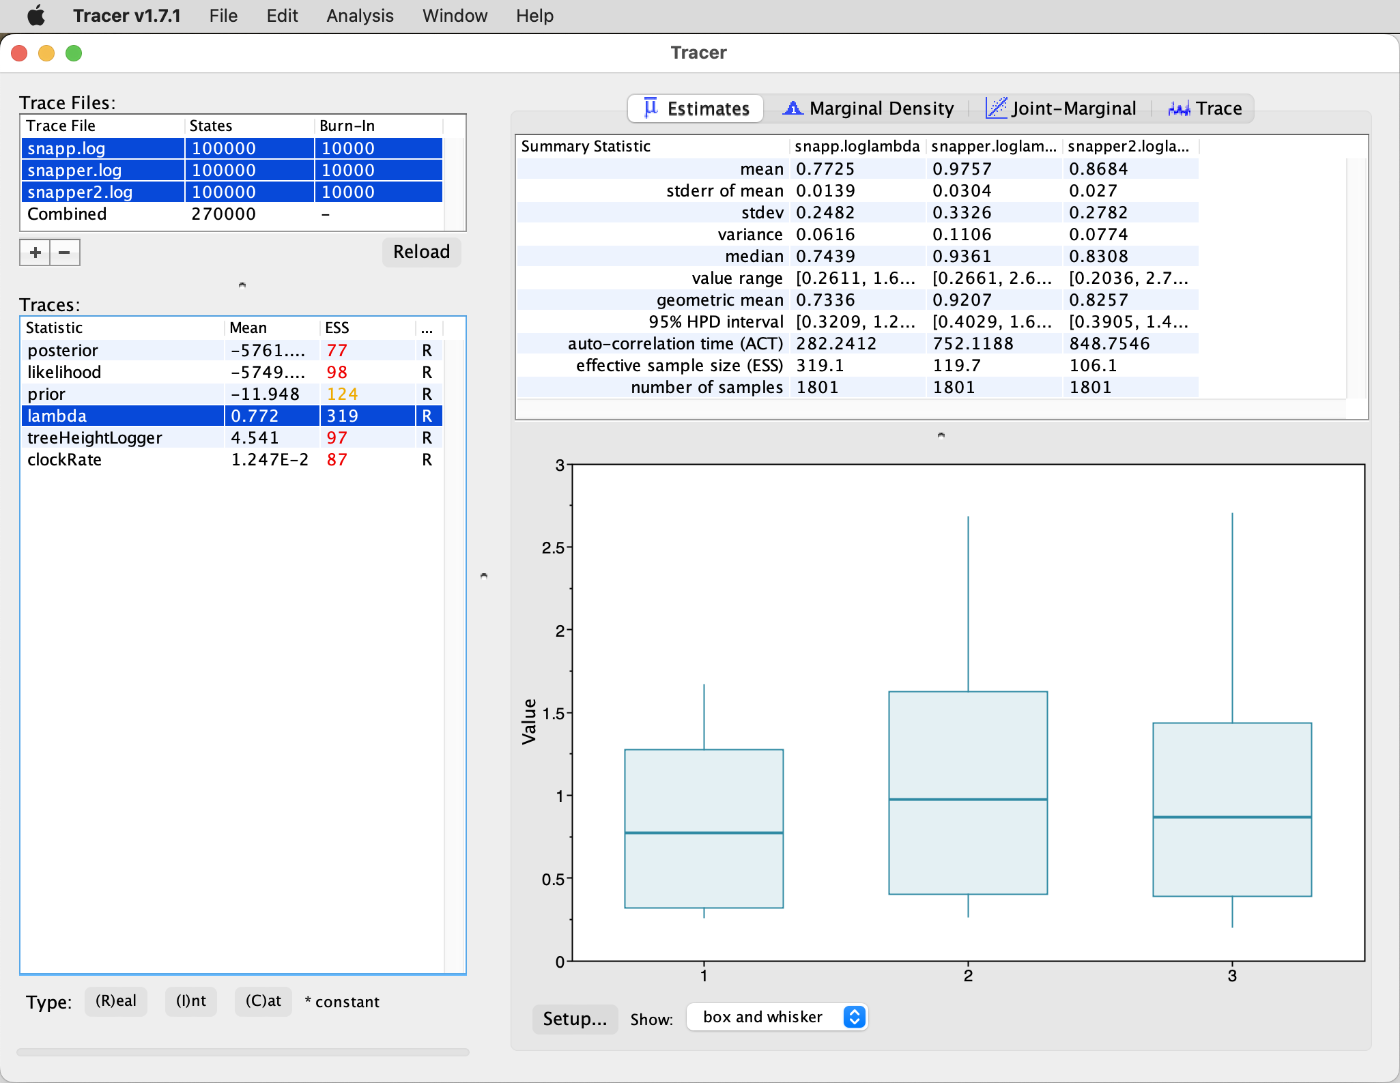 Tracer v1.7.1 File Edit Analysis Window Help
Tracer
Trace Files:
Trace File States Burn-In
snapp.log 100000 10000
snapper.log 100000 10000
snapper2.log 100000 10000
Combined 270000 -
+ -
Reload
Traces:
Statistic Mean ESS ...
posterior -5761.... 77 R
likelihood -5749.... 98 R
prior -11.948 124 R
lambda 0.772 319 R
treeHeightLogger 4.541 97 R
clockRate 1.247E-2 87 R
Type: (R)eal (I)nt (C)at * constant
Estimates Marginal Density Joint-Marginal Trace
Summary Statistic snapp.loglambda snapper.loglam... snapper2.logla...
mean 0.7725 0.9757 0.8684
stderr of mean 0.0139 0.0304 0.027
stdev 0.2482 0.3326 0.2782
variance 0.0616 0.1106 0.0774
median 0.7439 0.9361 0.8308
value range [0.2611, 1.6... [0.2661, 2.6... [0.2036, 2.7...
geometric mean 0.7336 0.9207 0.8257
95% HPD interval [0.3209, 1.2... [0.4029, 1.6... [0.3905, 1.4...
auto-correlation time (ACT) 282.2412 752.1188 848.7546
effective sample size (ESS) 319.1 119.7 106.1
number of samples 1801 1801 1801
3
2.5
2
1.5
1
0.5
0
Value
1 2 3
Setup... Show: box and whisker